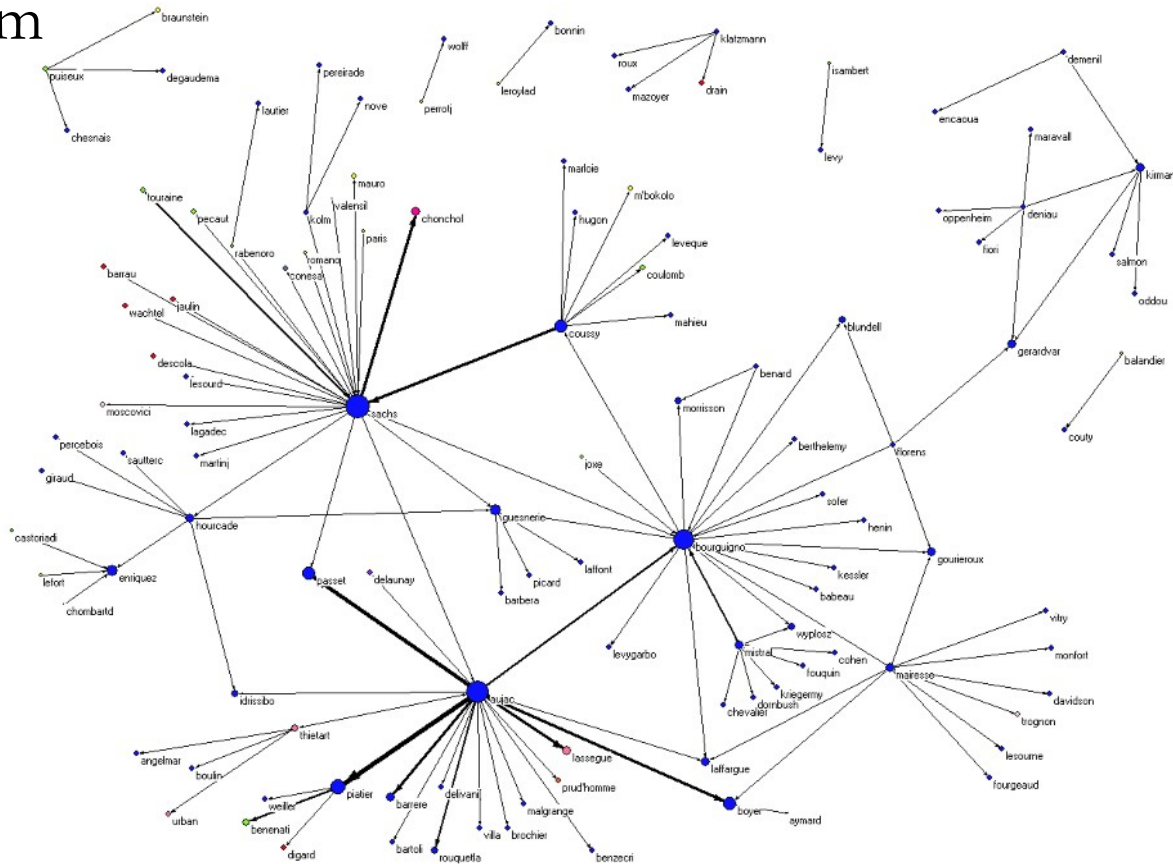 m
braunstein
puiseux
degaudema
chesnais
wolff
perrotj
bonnin
leroylad
klatzmann
roux
mazoyer
drain
isambert
levy
demenil
encaoua
maravall
kirmar
oppenheim
deniau
fiori
salmon
oddou
gerardvar
balandier
couty
pereirade
lautier
nove
mauro
valensil
touraine
pecaut
kolm
chonchol
paris
rabenoro
romano
conesa
barrau
jaulin
wachtel
descola
lesourd
moscovici
sachs
lagadec
martinj
marloie
m'bokolo
hugon
leveque
coulomb
mahieu
coussy
blundell
benard
morrisson
berthelemy
florens
joxe
sofer
henin
bourguigno
gourieroux
kessler
babeau
percebois
sautterc
giraud
hourcade
guesnerie
castoriadi
lefort
enriquez
chombartd
passet
delaunay
picard
laffont
barbera
levygarbo
wyplosz
mistral
cohen
fouquin
kriegermy
dornbush
chevalier
mairesse
vitry
monfort
davidson
trognon
lesourne
fourgeaud
idrissibo
aujac
thietart
angelmar
boulin
urban
piatier
weiller
benenati
digard
barrere
delivani
bartoli
rouquetla
villa
brochier
malgrange
prud'homme
lassegue
benzecri
laffargue
boyer
aymard